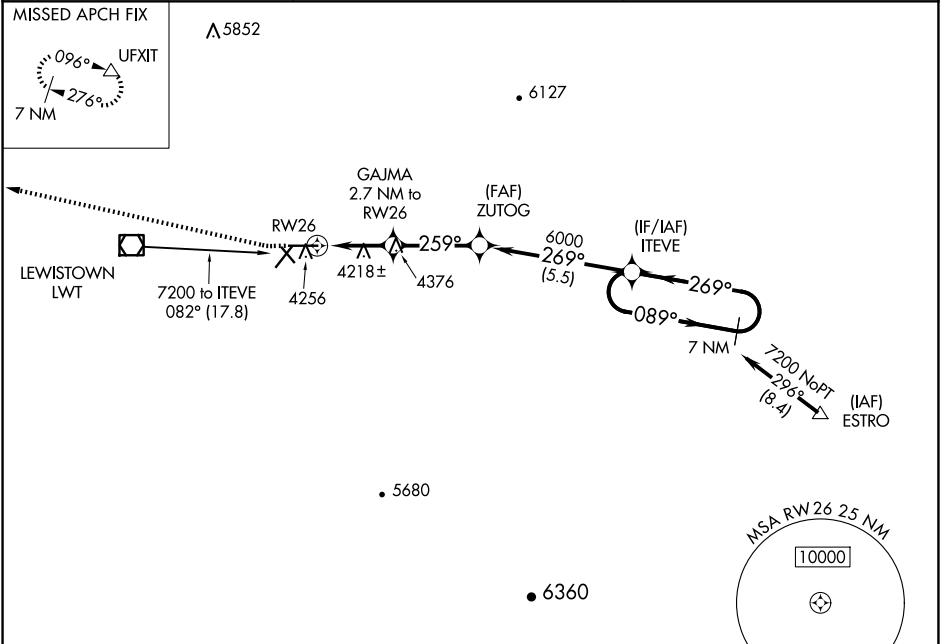 MISSED APCH FIX
096°
UFXIT
276°
7 NM
5852
6127
GAJMA
2.7 NM to
RW26
(FAF)
ZUTOG
RW26
259°
6000
269°
(5.5)
(IF/IAF)
ITEVE
269°
089°
7 NM
LEWISTOWN
LWT
7200 to ITEVE
082° (17.8)
4256
4218±
4376
7200 NoPT
296°
(8.4)
(IAF)
ESTRO
5680
6360
MSA RW26 25 NM
10000